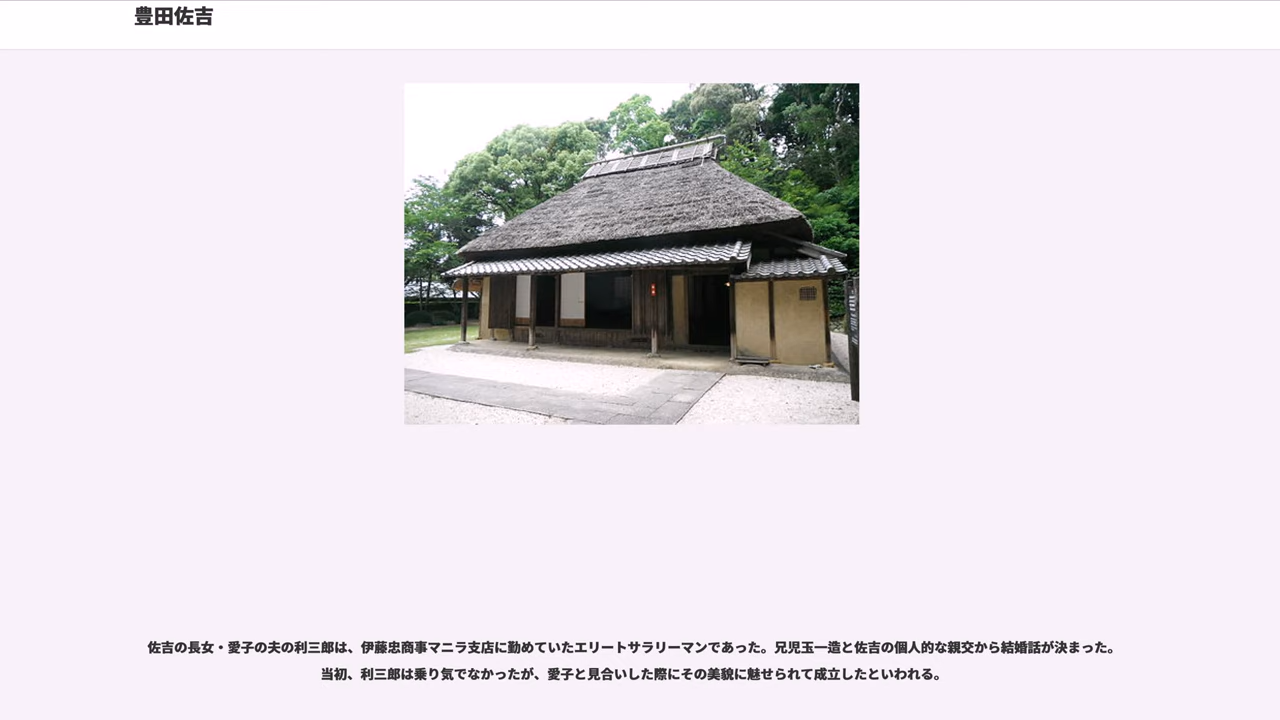 豊田佐吉
佐吉の長女・愛子の夫の利三郎は、伊藤忠商事マニラ支店に勤めていたエリートサラリーマンであった。兄児玉一造と佐吉の個人的な親交から結婚話が決まった。
当初、利三郎は乗り気でなかったが、愛子と見合いした際にその美貌に魅せられて成立したといわれる。